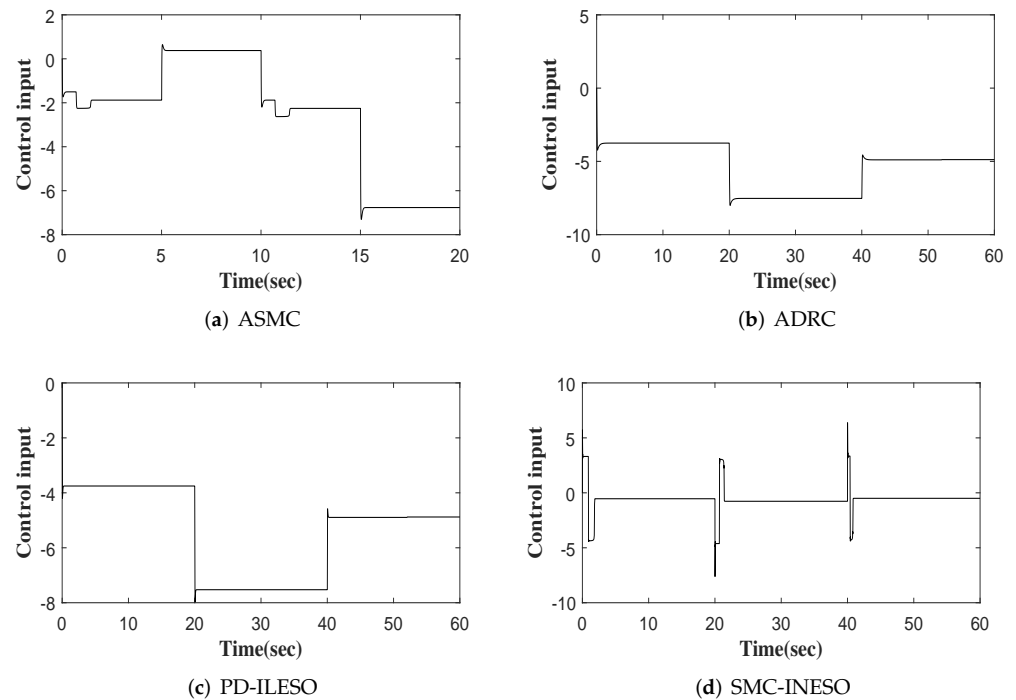 2
0
-2
-4
-6
-8
Control input
0 5 10 15 20
Time(sec)
(a) ASMC
5
0
-5
-10
Control input
0 10 20 30 40 50 60
Time(sec)
(b) ADRC
0
-2
-4
-6
-8
Control input
0 10 20 30 40 50 60
Time(sec)
(c) PD-ILESO
10
5
0
-5
-10
Control input
0 10 20 30 40 50 60
Time(sec)
(d) SMC-INESO